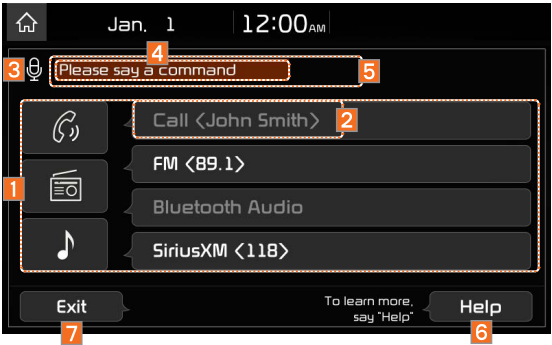 Jan. 1 12:00AM
4
3 Please say a command 5
Call <John Smith> 2
FM <89.1>
1
Bluetooth Audio
SiriusXM <118>
Exit To learn more, Help
say "Help"
7 6